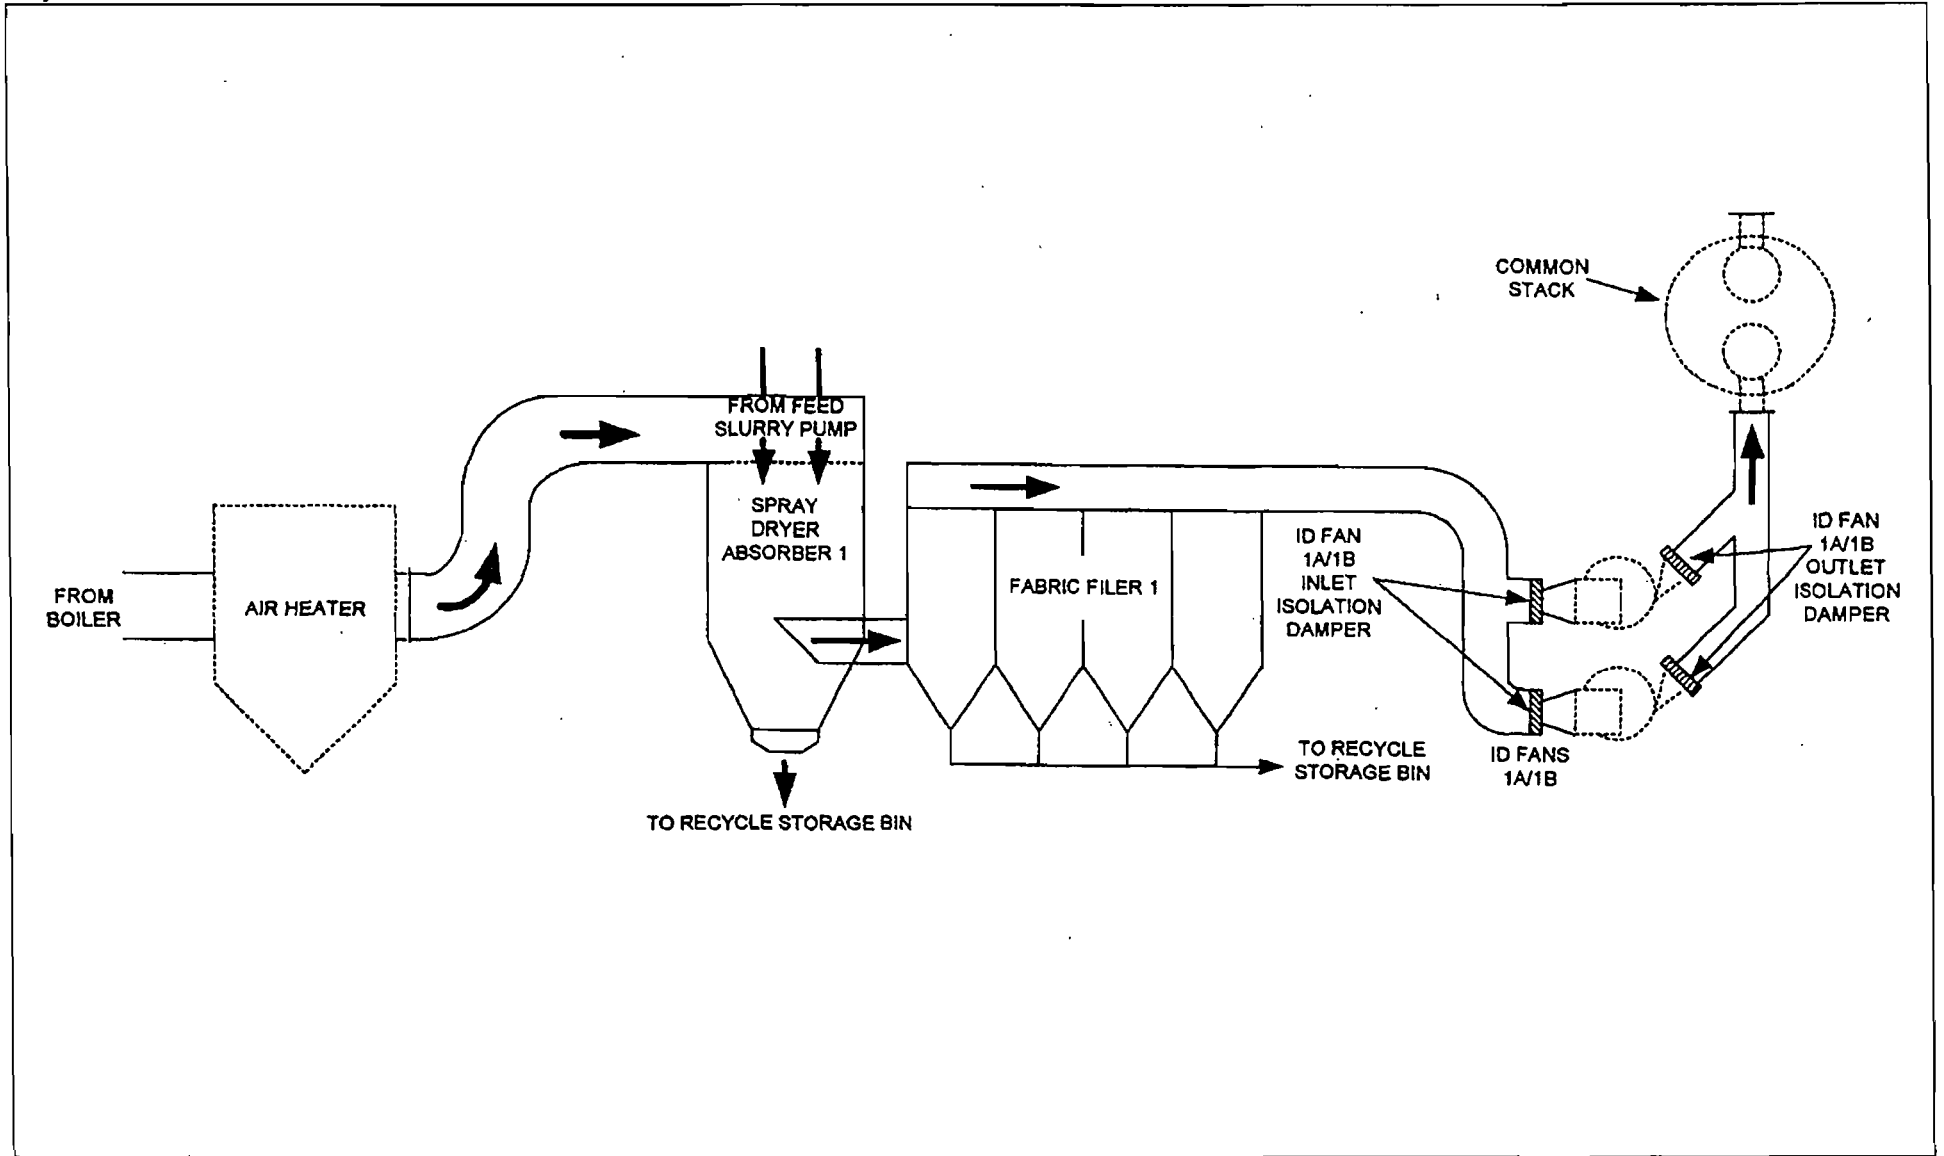 COMMON
STACK
FROM FEED
SLURRY PUMP
SPRAY
DRYER
ABSORBER 1
FROM
BOILER
AIR HEATER
FABRIC FILER 1
ID FAN
1A/1B
INLET
ISOLATION
DAMPER
ID FAN
1A/1B
OUTLET
ISOLATION
DAMPER
TO RECYCLE
STORAGE BIN
ID FANS
1A/1B
TO RECYCLE STORAGE BIN